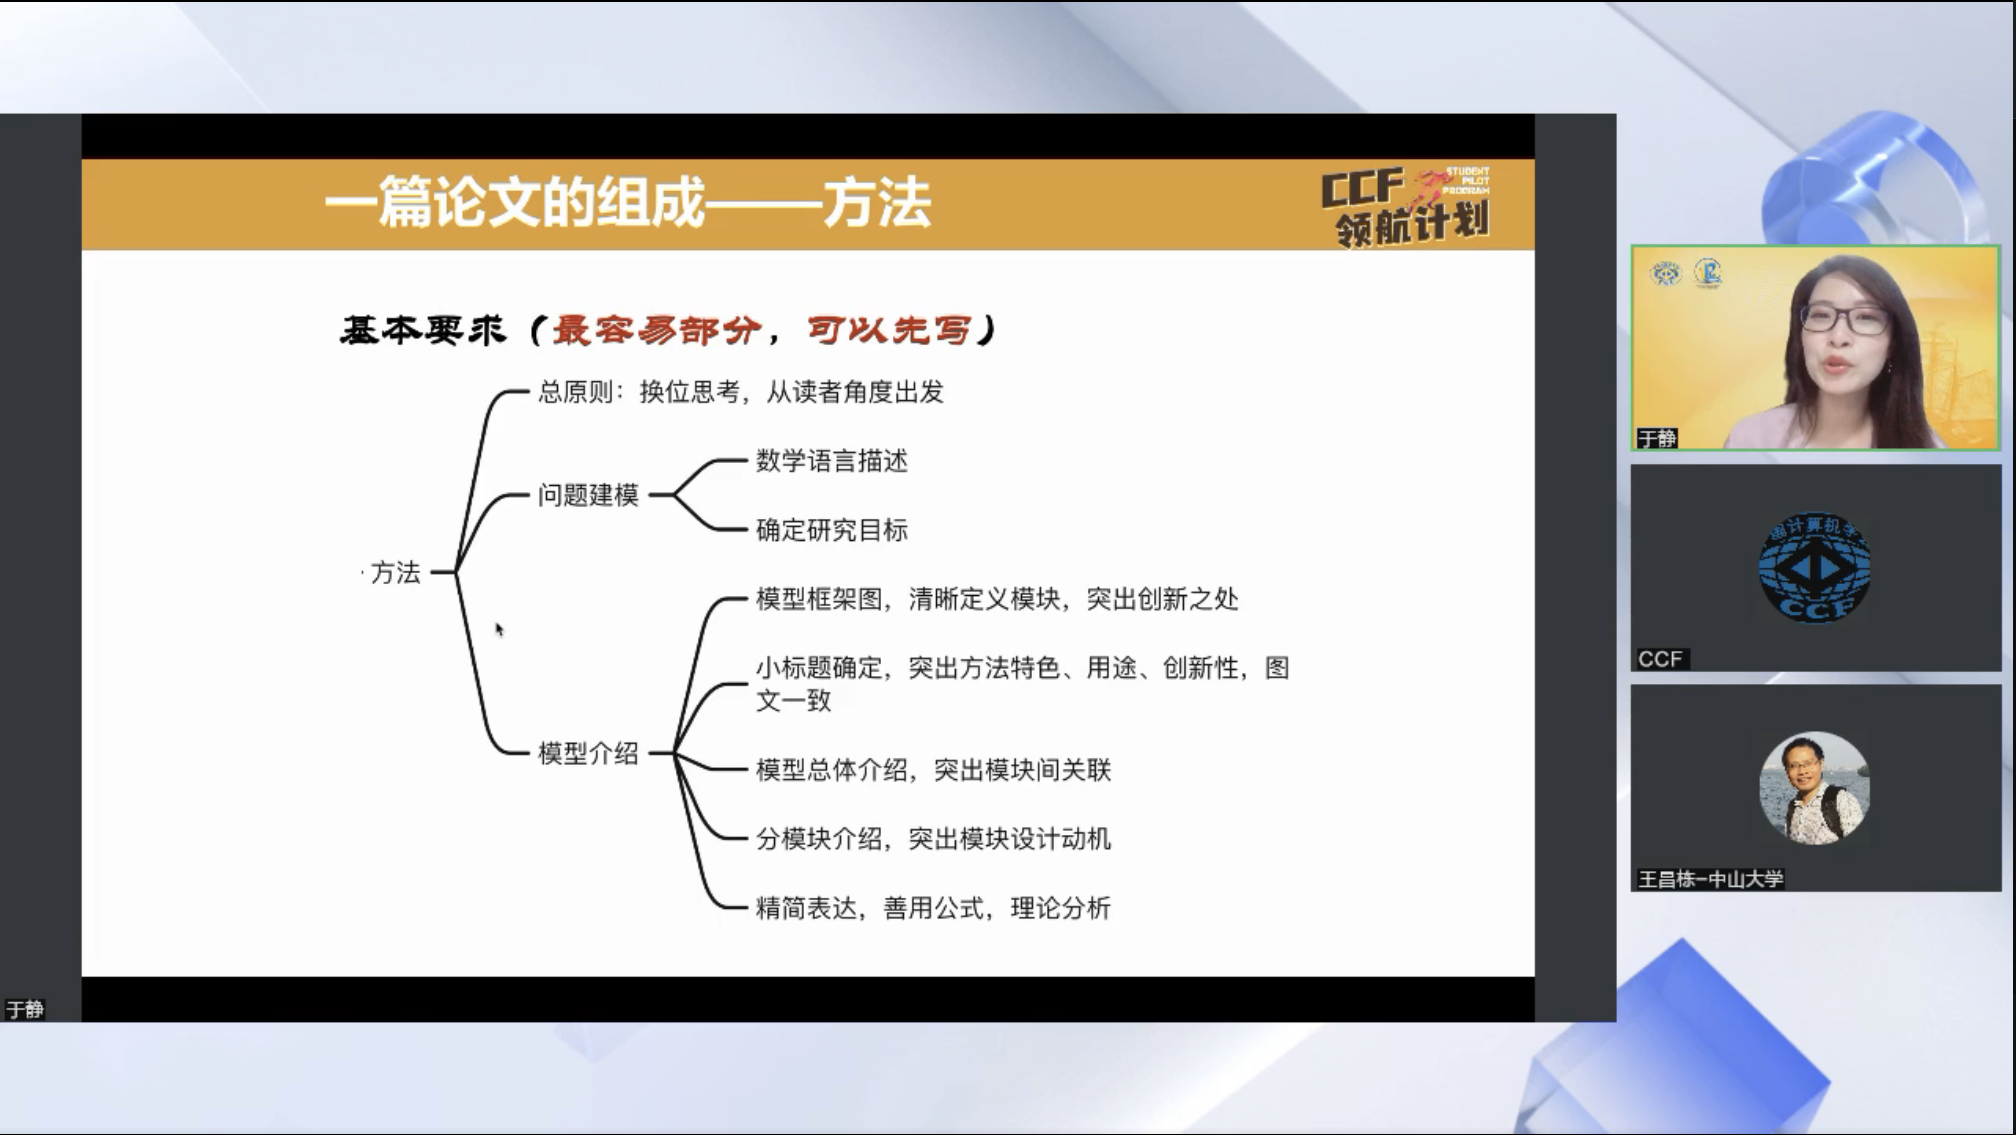 一篇论文的组成——方法
CCF
STUDENT
PILOT
PROGRAM
领航计划
基本要求（最容易部分，可以先写）
总原则：换位思考，从读者角度出发
数学语言描述
问题建模
确定研究目标
· 方法
模型框架图，清晰定义模块，突出创新之处
小标题确定，突出方法特色、用途、创新性，图
文一致
模型介绍
模型总体介绍，突出模块间关联
分模块介绍，突出模块设计动机
精简表达，善用公式，理论分析
于静
于静
CCF
CCF
王昌栋-中山大学